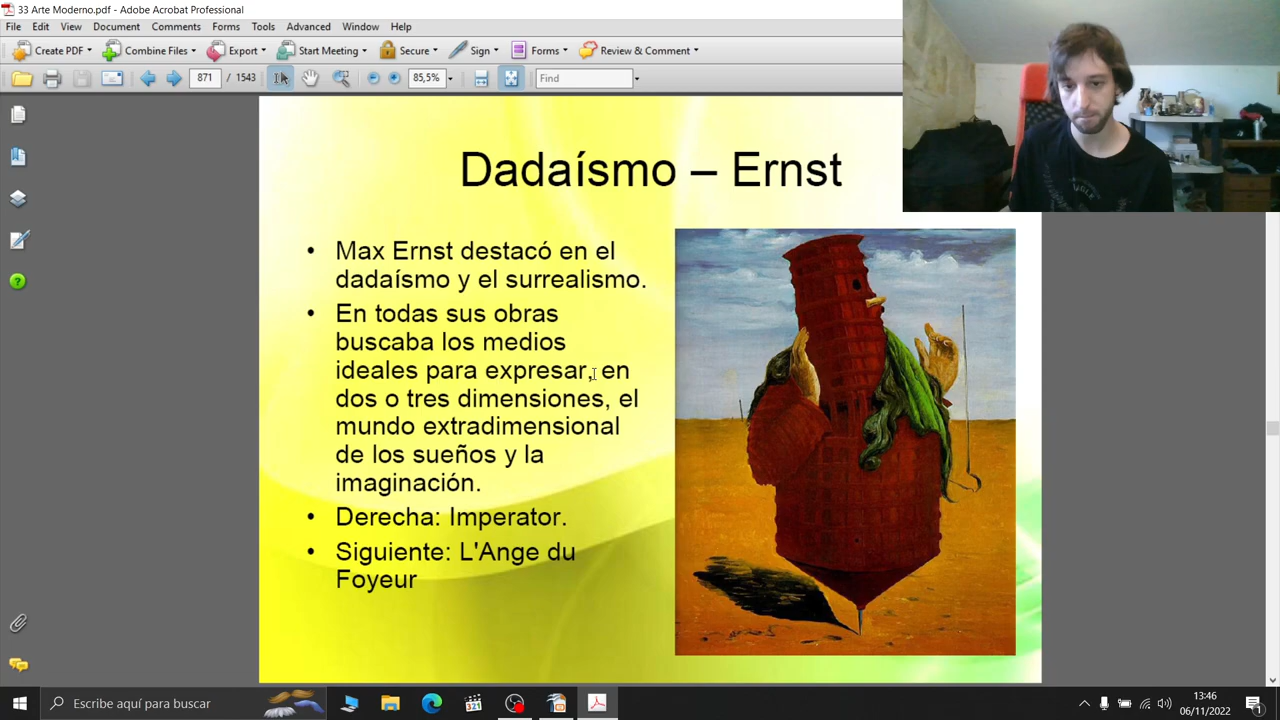 33 Arte Moderno.pdf - Adobe Acrobat Professional
File Edit View Document Comments Forms Tools Advanced Window Help
Create PDF Combine Files Export Start Meeting Secure Sign Forms Review & Comment
871 / 1543 85,5% Find
Dadaísmo – Ernst
• Max Ernst destacó en el
dadaísmo y el surrealismo.
• En todas sus obras
buscaba los medios
ideales para expresar, en
dos o tres dimensiones, el
mundo extradimensional
de los sueños y la
imaginación.
• Derecha: Imperator.
• Siguiente: L'Ange du
Foyeur
Escribe aquí para buscar
321
13:46
06/11/2022
1